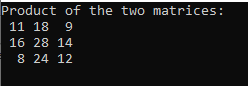 Product of the two matrices:
 11 18  9
 16 28 14
  8 24 12